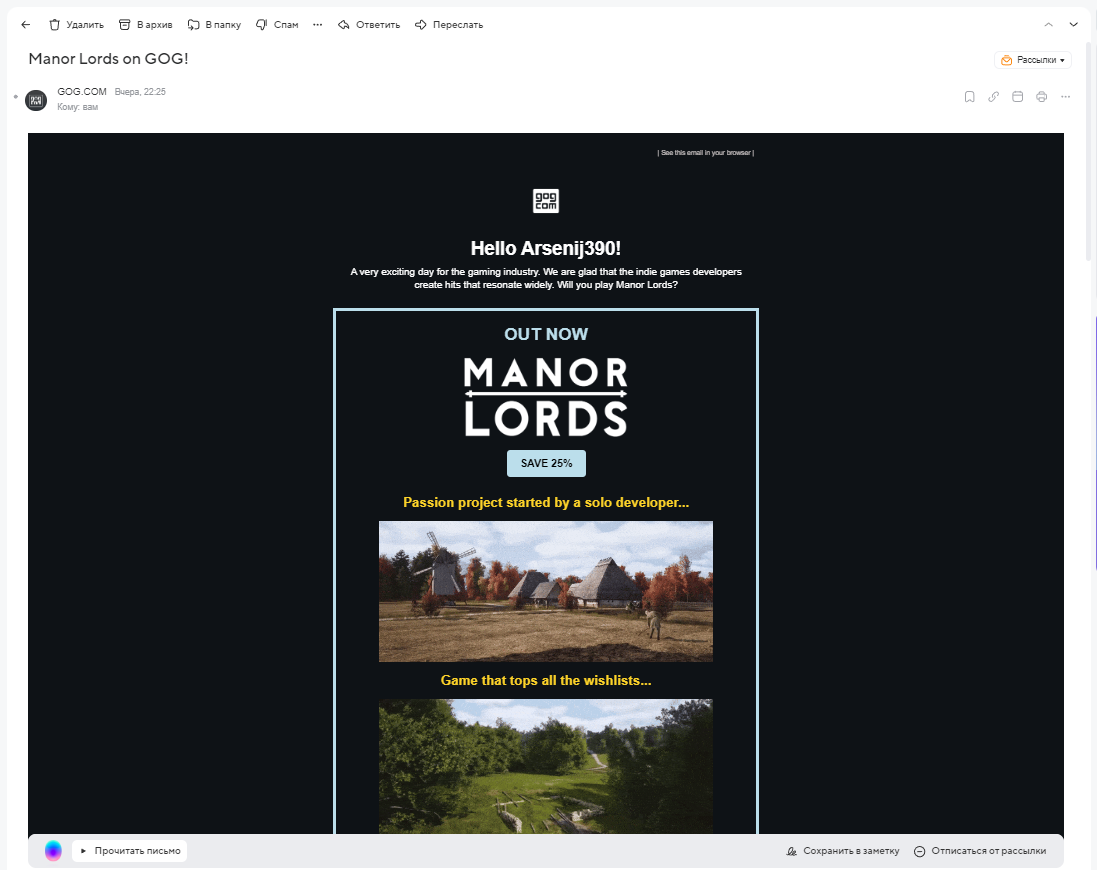 Удалить В архив В папку Спам ... Ответить Переслать
Manor Lords on GOG!
Рассылки
GOG.COM Вчера, 22:25
Кому: вам
| See this email in your browser |
gog
com
Hello Arsenij390!
A very exciting day for the gaming industry. We are glad that the indie games developers
create hits that resonate widely. Will you play Manor Lords?
OUT NOW
MANOR
LORDS
SAVE 25%
Passion project started by a solo developer...
Game that tops all the wishlists...
Прочитать письмо Сохранить в заметку Отписаться от рассылки